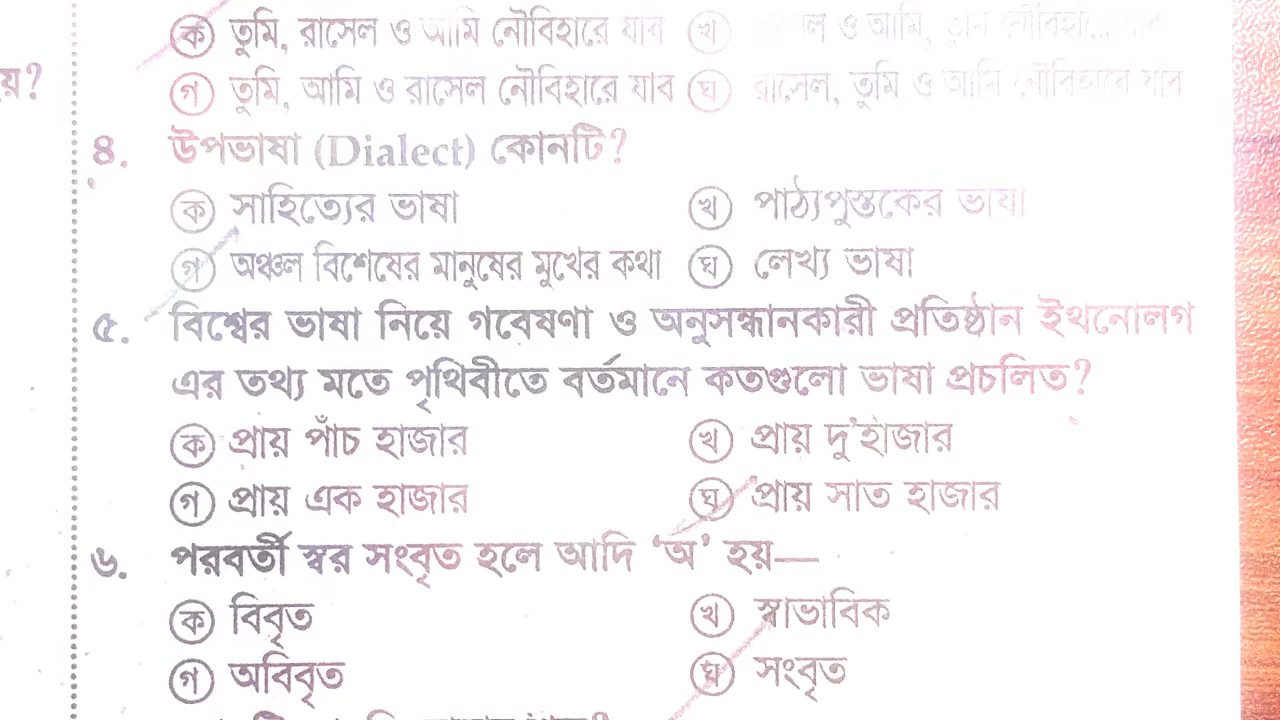 ক তুমি, রাসেল ও আমি নৌবিহারে যাব খ ও আমি, নৌবিহারে যাব
য়?
গ তুমি, আমি ও রাসেল নৌবিহারে যাব ঘ রাসেল, তুমি ও আমি নৌবিহারে যাব
৪. উপভাষা (Dialect) কোনটি?
ক সাহিত্যের ভাষা খ পাঠ্যপুস্তকের ভাষা
গ অঞ্চল বিশেষের মানুষের মুখের কথা ঘ লেখ্য ভাষা
৫. বিশ্বের ভাষা নিয়ে গবেষণা ও অনুসন্ধানকারী প্রতিষ্ঠান ইথনোলগ
এর তথ্য মতে পৃথিবীতে বর্তমানে কতগুলো ভাষা প্রচলিত?
ক প্রায় পাঁচ হাজার খ প্রায় দু’হাজার
গ প্রায় এক হাজার ঘ প্রায় সাত হাজার
৬. পরবর্তী স্বর সংবৃত হলে আদি ‘অ’ হয়—
ক বিবৃত খ স্বাভাবিক
গ অবিবৃত ঘ সংবৃত